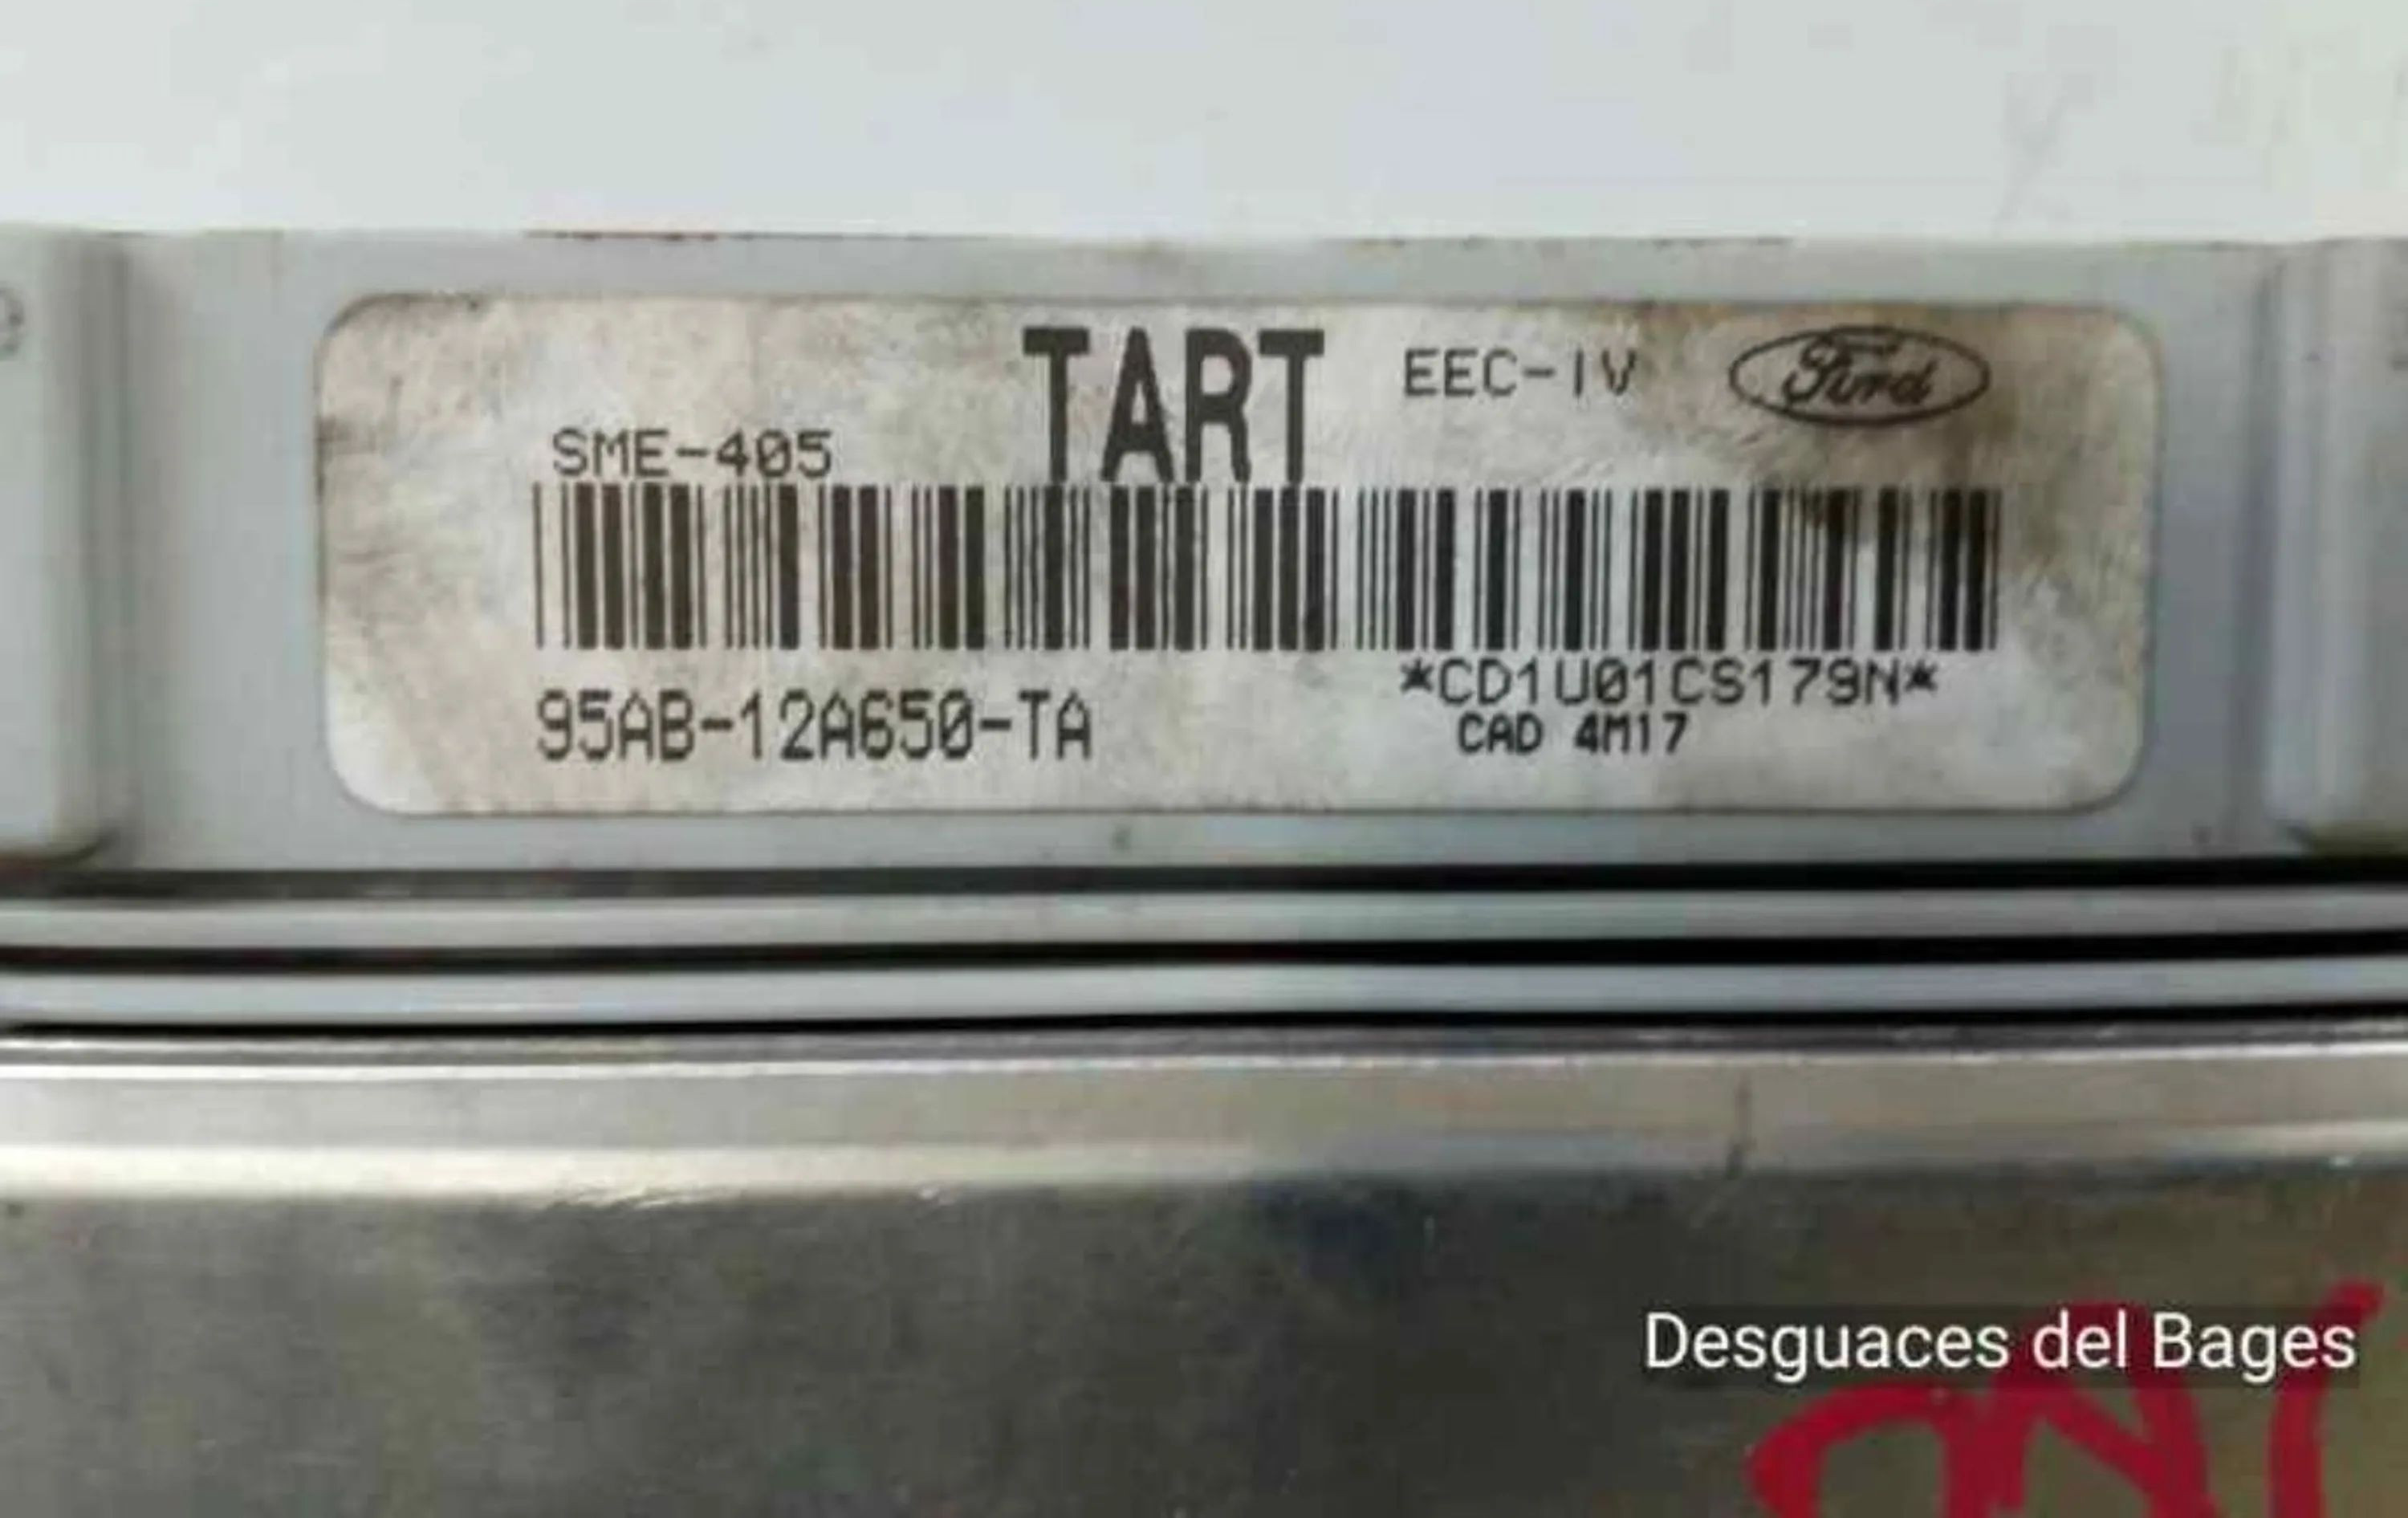 TART EEC-IV Ford
SME-405
*CD1U01CS179N*
95AB-12A650-TA
CAD 4M17
Desguaces del Bages